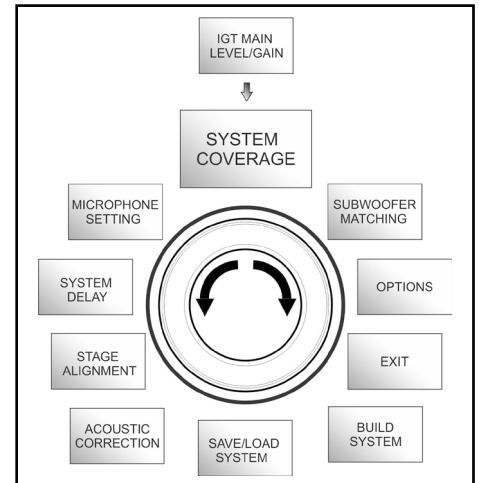 IGT MAIN
LEVEL/GAIN
SYSTEM
COVERAGE
MICROPHONE
SETTING
SUBWOOFER
MATCHING
SYSTEM
DELAY
OPTIONS
STAGE
ALIGNMENT
EXIT
ACOUSTIC
CORRECTION
SAVE/LOAD
SYSTEM
BUILD
SYSTEM